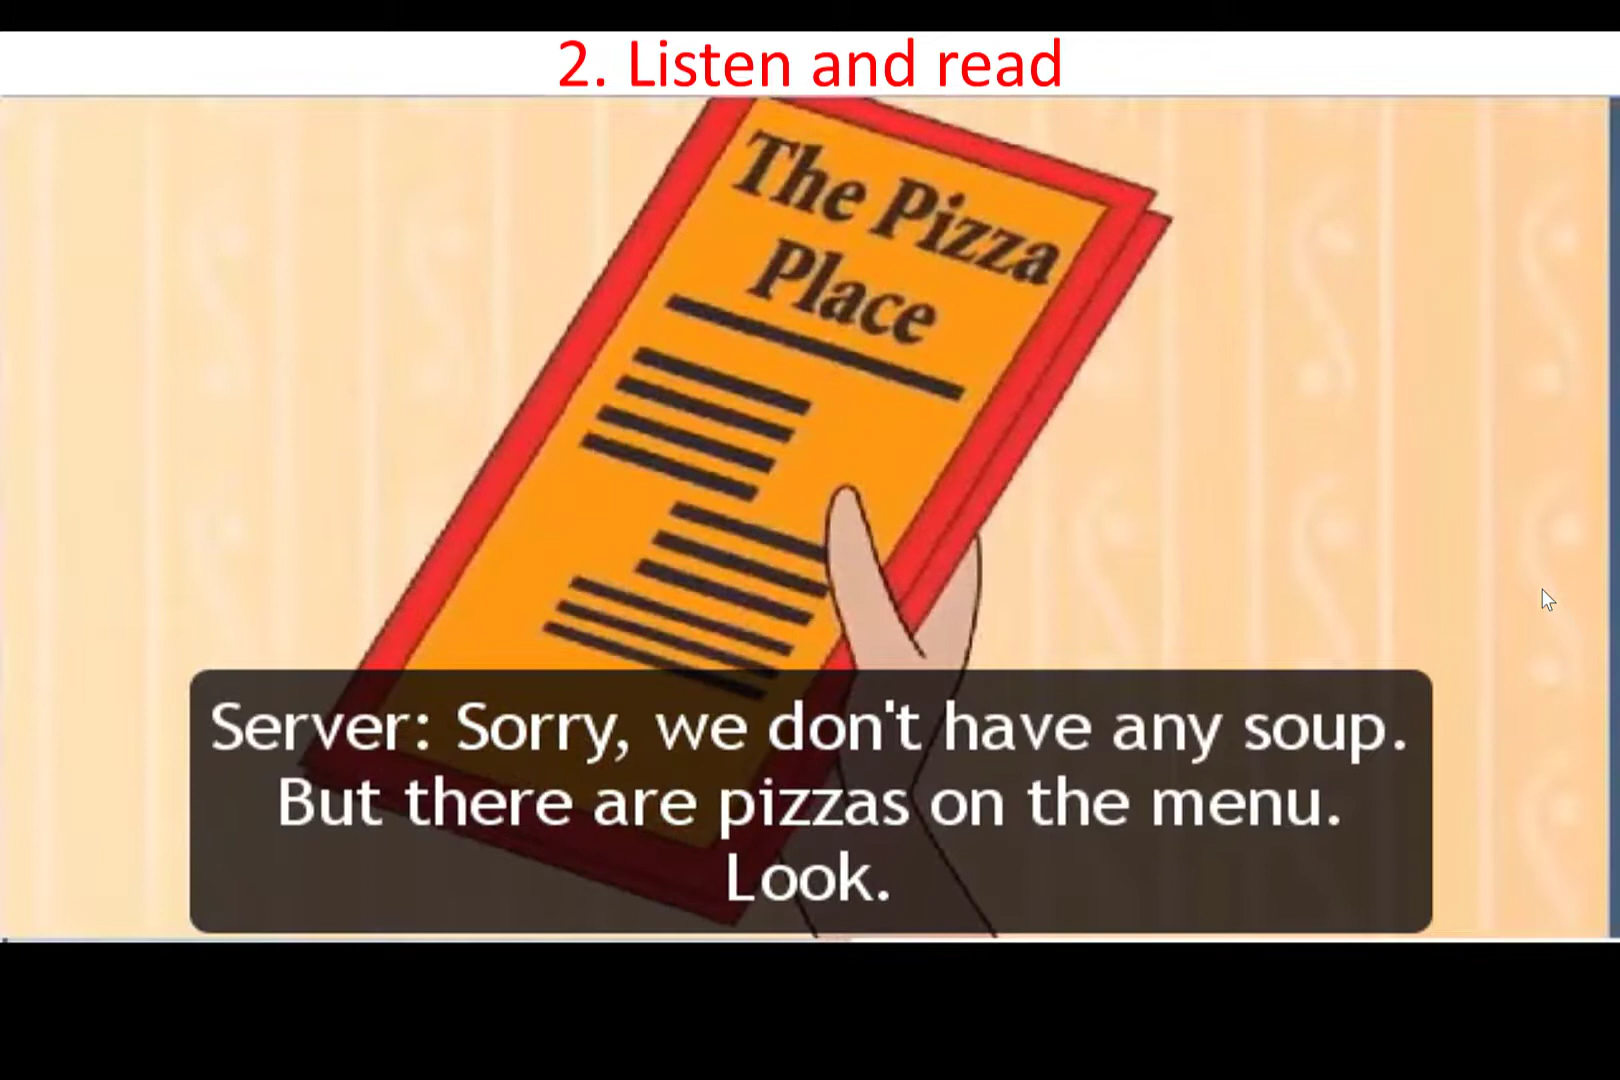 2. Listen and read
The Pizza
Place
Server: Sorry, we don't have any soup.
But there are pizzas on the menu.
Look.